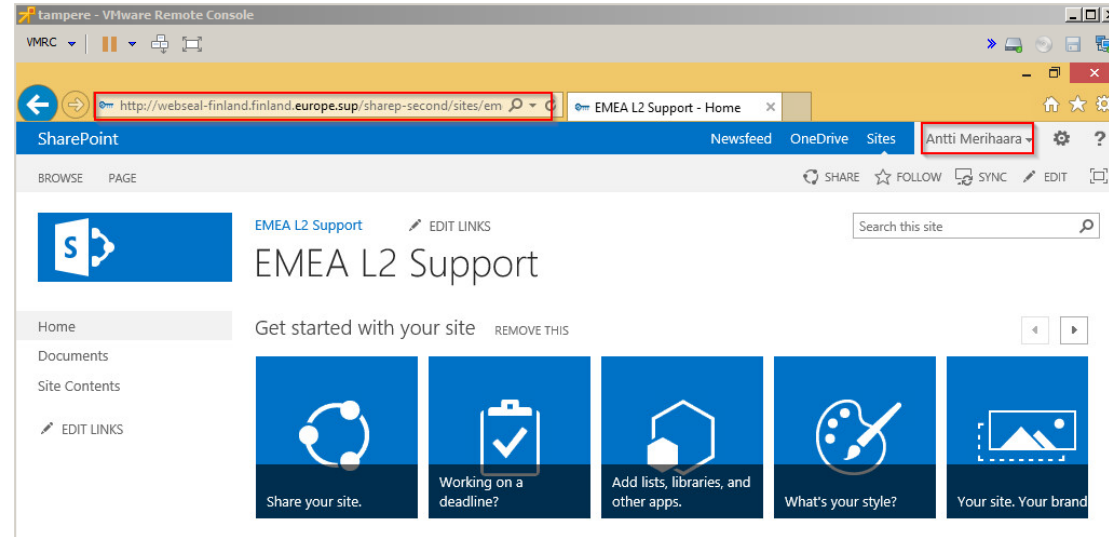 tampere - VMware Remote Console
VMRC
http://webseal-finland.finland.europe.sup/sharep-second/sites/em
EMEA L2 Support - Home
SharePoint
Newsfeed OneDrive Sites Antti Merihaara ?
BROWSE PAGE
SHARE FOLLOW SYNC EDIT
S
EMEA L2 Support EDIT LINKS
Search this site
EMEA L2 Support
Home
Get started with your site REMOVE THIS
Documents
Site Contents
EDIT LINKS
Share your site.
Working on a
deadline?
Add lists, libraries, and
other apps.
What's your style?
Your site. Your brand